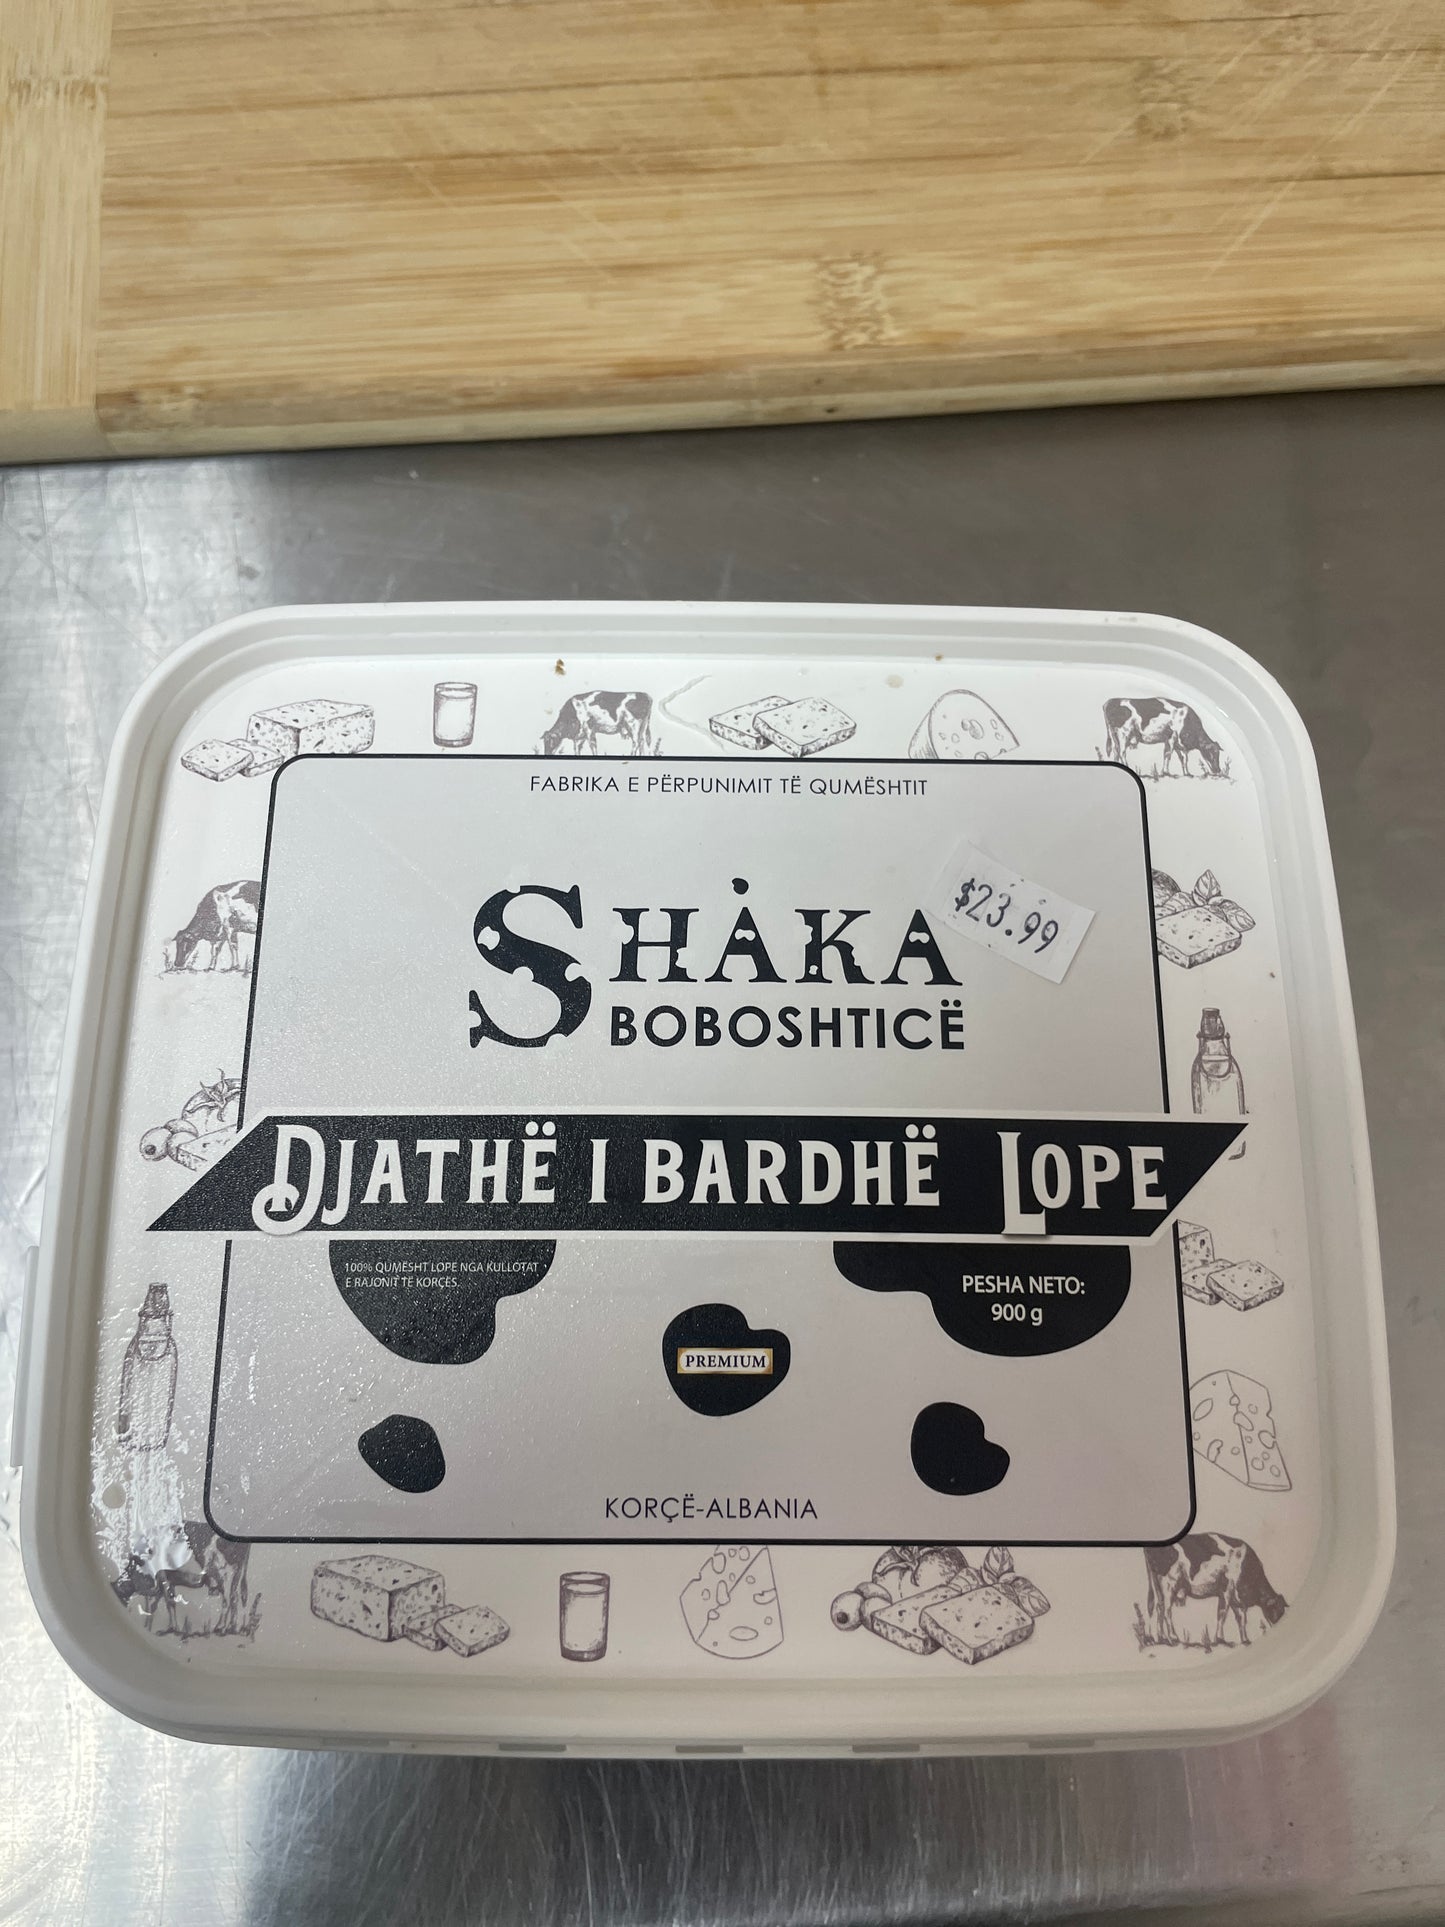 FABRIKA E PËRPUNIMIT TË QUMËSHTIT
$23.99
SHAKA
BOBOSHTICË
DJATHË I BARDHË LOPE
100% QUMËSHT LOPE NGA KULLOTAT
E RAJONIT TË KORÇËS.
PESHA NETO:
900 g
PREMIUM
KORÇË-ALBANIA